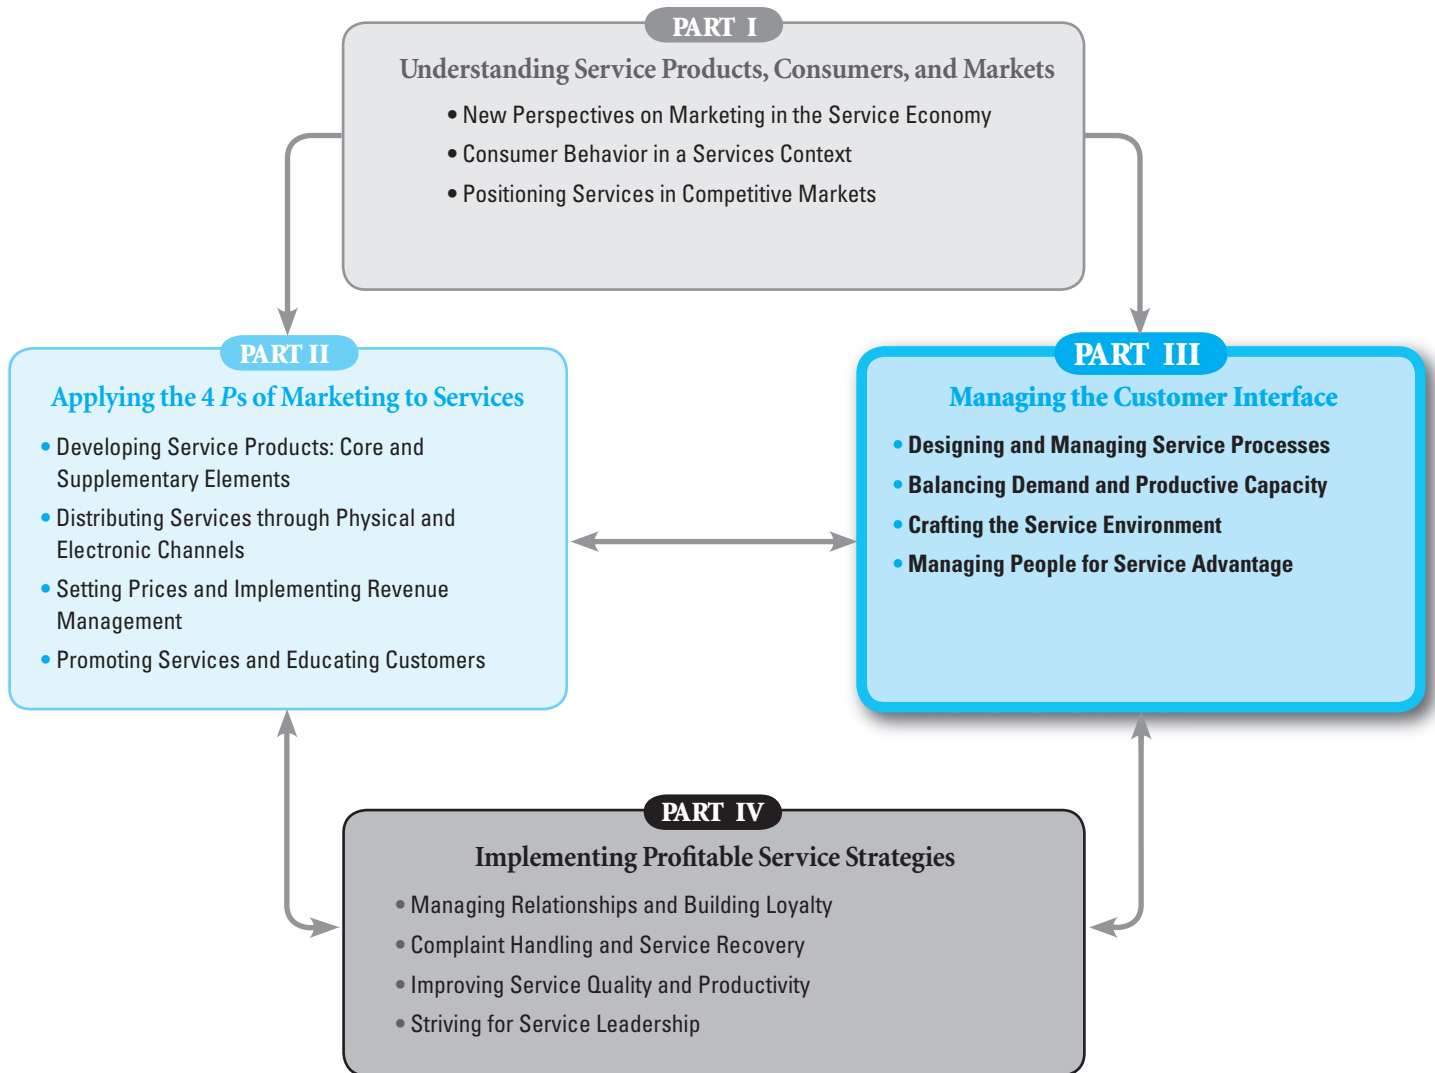 PART I
Understanding Service Products, Consumers, and Markets
• New Perspectives on Marketing in the Service Economy
• Consumer Behavior in a Services Context
• Positioning Services in Competitive Markets
PART II
Applying the 4 Ps of Marketing to Services
• Developing Service Products: Core and
Supplementary Elements
• Distributing Services through Physical and
Electronic Channels
• Setting Prices and Implementing Revenue
Management
• Promoting Services and Educating Customers
PART III
Managing the Customer Interface
• Designing and Managing Service Processes
• Balancing Demand and Productive Capacity
• Crafting the Service Environment
• Managing People for Service Advantage
PART IV
Implementing Profitable Service Strategies
• Managing Relationships and Building Loyalty
• Complaint Handling and Service Recovery
• Improving Service Quality and Productivity
• Striving for Service Leadership